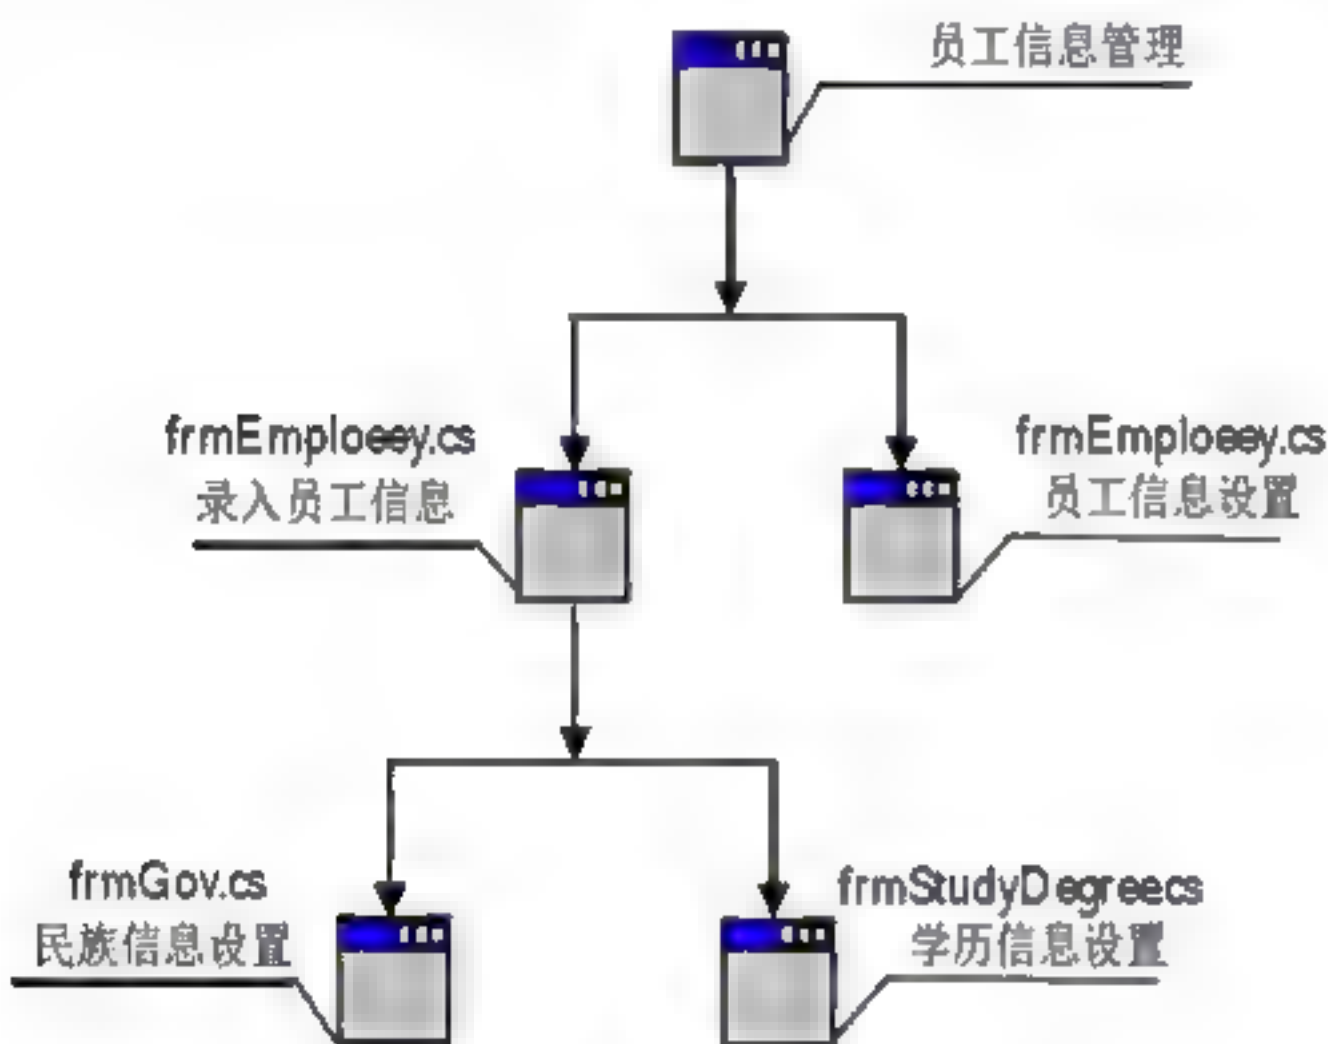 员工信息管理
frmEmploeey.cs
录入员工信息
frmEmploeey.cs
员工信息设置
frmGov.cs
民族信息设置
frmStudyDegreecs
学历信息设置